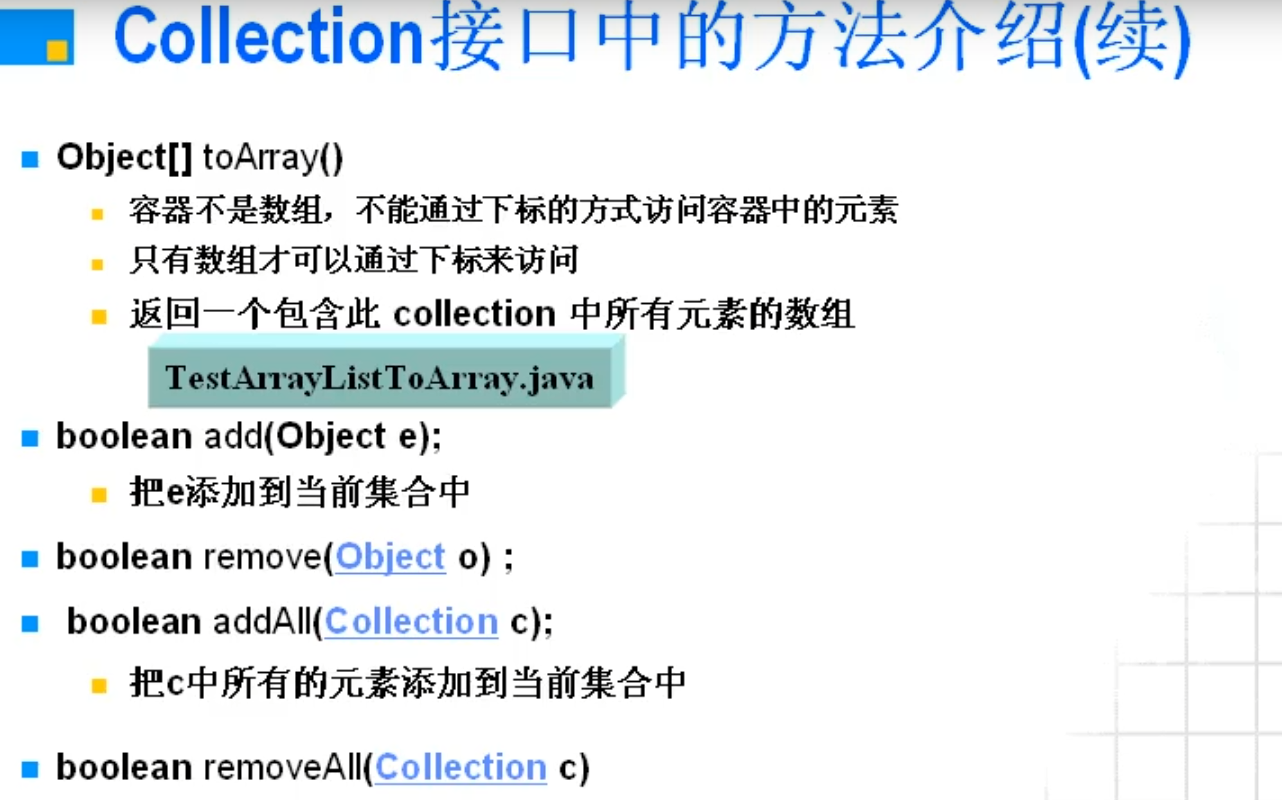 Collection接口中的方法介绍(续)
Object[] toArray()
容器不是数组，不能通过下标的方式访问容器中的元素
只有数组才可以通过下标来访问
返回一个包含此 collection 中所有元素的数组
TestArrayListToArray.java
boolean add(Object e);
把e添加到当前集合中
boolean remove(Object o) ;
boolean addAll(Collection c);
把c中所有的元素添加到当前集合中
boolean removeAll(Collection c)